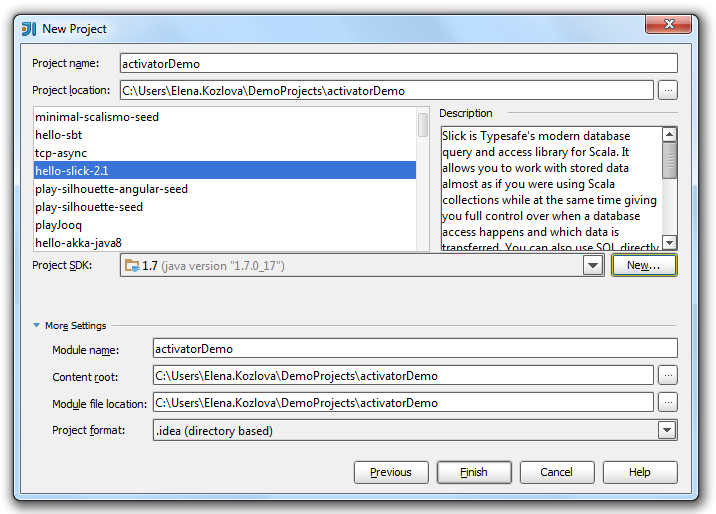 New Project
Project name: activatorDemo
Project location: C:\Users\Elena.Kozlova\DemoProjects\activatorDemo ...
minimal-scalismo-seed
hello-sbt
tcp-async
hello-slick-2.1
play-silhouette-angular-seed
play-silhouette-seed
playJooq
hello-akka-java8
Description
Slick is Typesafe's modern database
query and access library for Scala. It
allows you to work with stored data
almost as if you were using Scala
collections while at the same time giving
you full control over when a database
access happens and which data is
transferred. You can also use SQL directly
Project SDK: 1.7 (java version "1.7.0_17") New...
More Settings
Module name: activatorDemo
Content root: C:\Users\Elena.Kozlova\DemoProjects\activatorDemo ...
Module file location: C:\Users\Elena.Kozlova\DemoProjects\activatorDemo ...
Project format: .idea (directory based)
Previous Finish Cancel Help